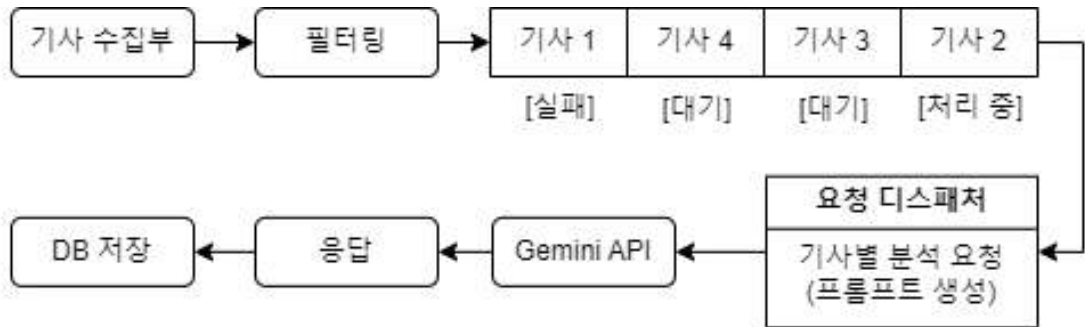 기사 수집부
필터링
기사 1
기사 4
기사 3
기사 2
[실패]
[대기]
[대기]
[처리 중]
요청 디스패처
기사별 분석 요청
(프롬프트 생성)
Gemini API
응답
DB 저장